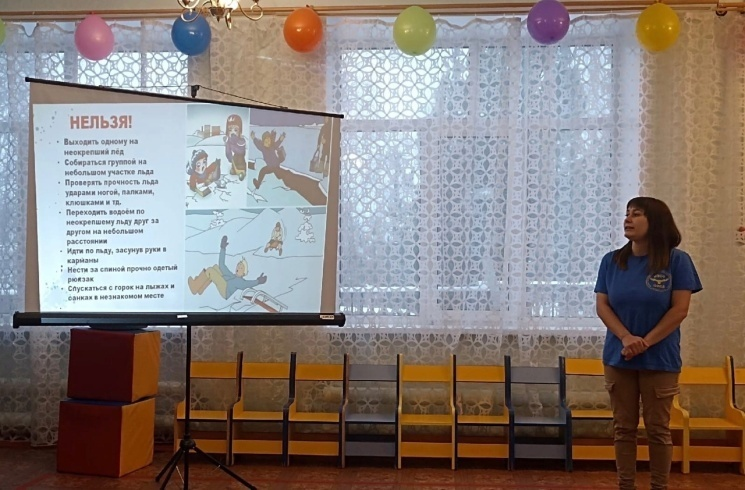 НЕЛЬЗЯ!
• Выходить одному на
неокрепший лёд
• Собираться группой на
небольшом участке льда
• Проверять прочность льда
ударами ногой, палками,
клюшками и тд.
• Переходить водоём по
неокрепшему льду друг за
другом на небольшом
расстоянии
• Идти по льду, засунув руки в
карманы
• Нести за спиной прочно одетый
рюкзак
• Спускаться с горок на лыжах и
санках в незнакомом месте